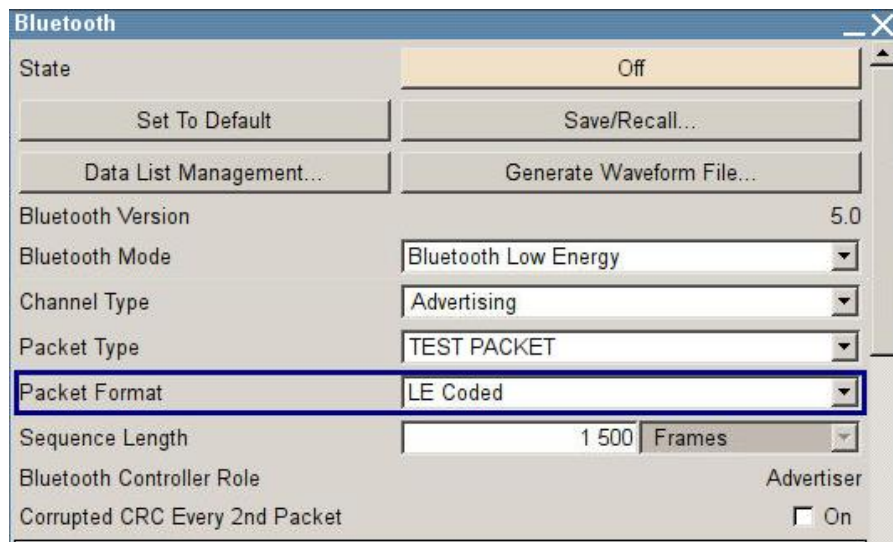 Bluetooth
State Off
Set To Default Save/Recall...
Data List Management... Generate Waveform File...
Bluetooth Version 5.0
Bluetooth Mode Bluetooth Low Energy
Channel Type Advertising
Packet Type TEST PACKET
Packet Format LE Coded
Sequence Length 1 500 Frames
Bluetooth Controller Role Advertiser
Corrupted CRC Every 2nd Packet On